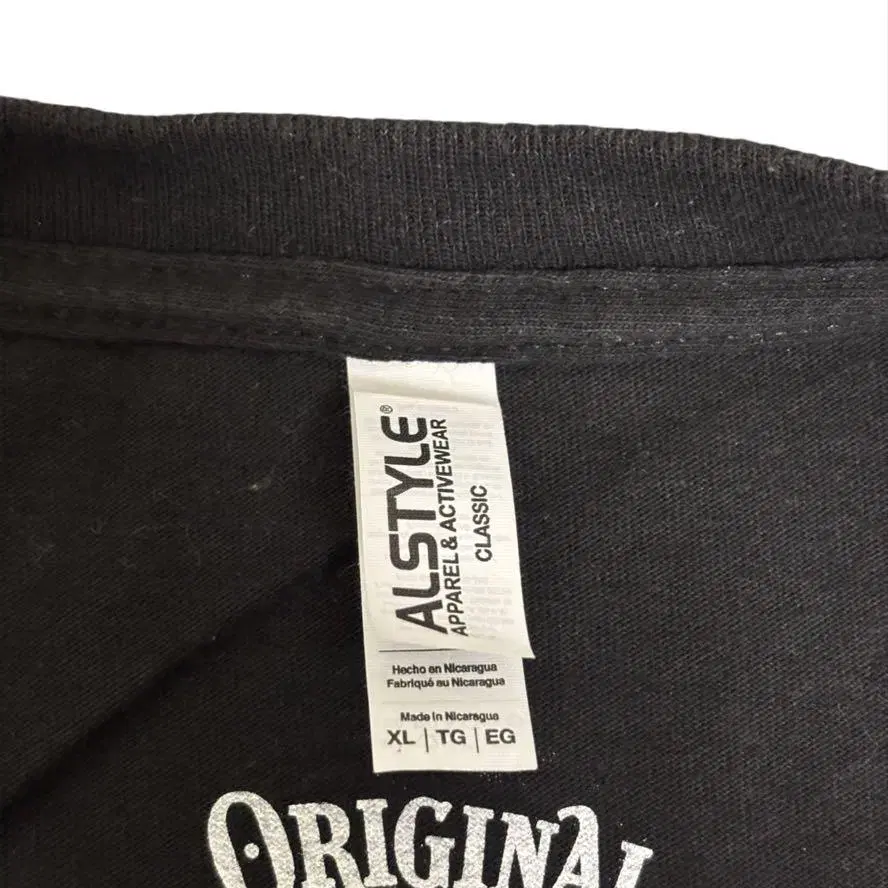 ALSTYLE®
APPAREL & ACTIVEWEAR
CLASSIC
Hecho en Nicaragua
Fabriqué au Nicaragua
Made in Nicaragua
XL | TG | EG
ORIGINAL